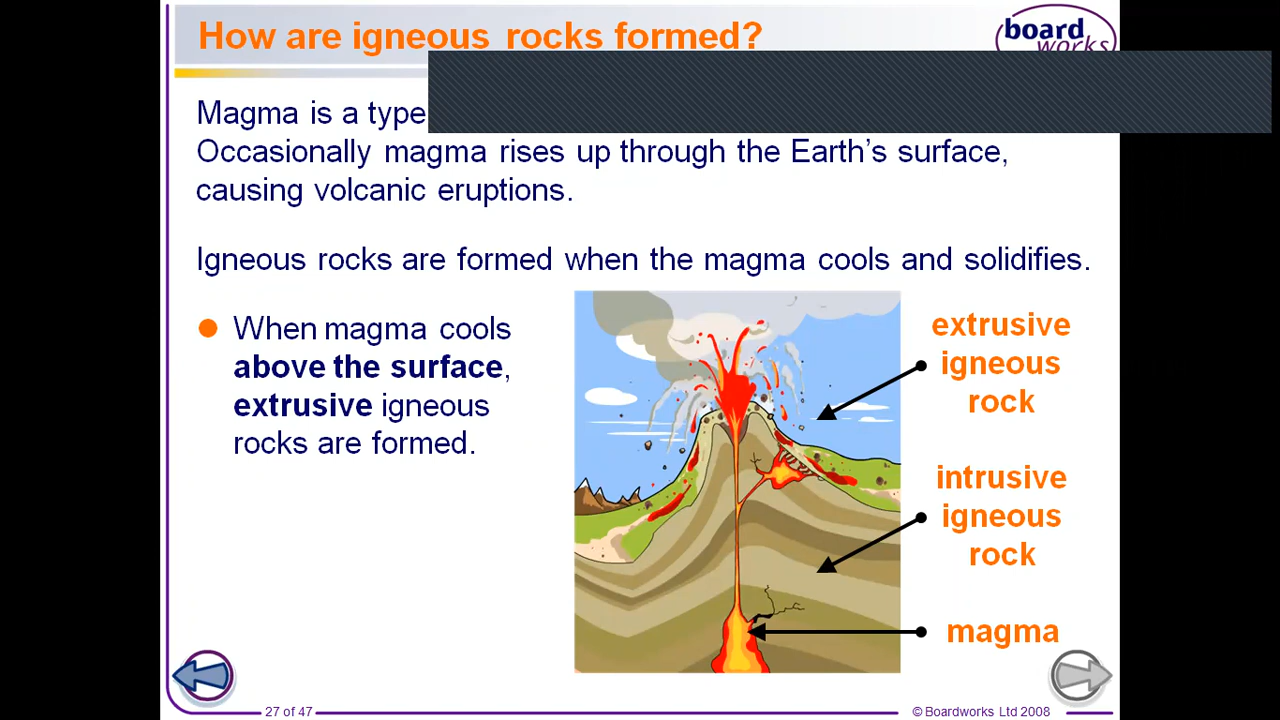 How are igneous rocks formed?
board
works
Magma is a type
Occasionally magma rises up through the Earth's surface,
causing volcanic eruptions.
Igneous rocks are formed when the magma cools and solidifies.
When magma cools
above the surface,
extrusive igneous
rocks are formed.
extrusive
igneous
rock
intrusive
igneous
rock
magma
27 of 47
© Boardworks Ltd 2008